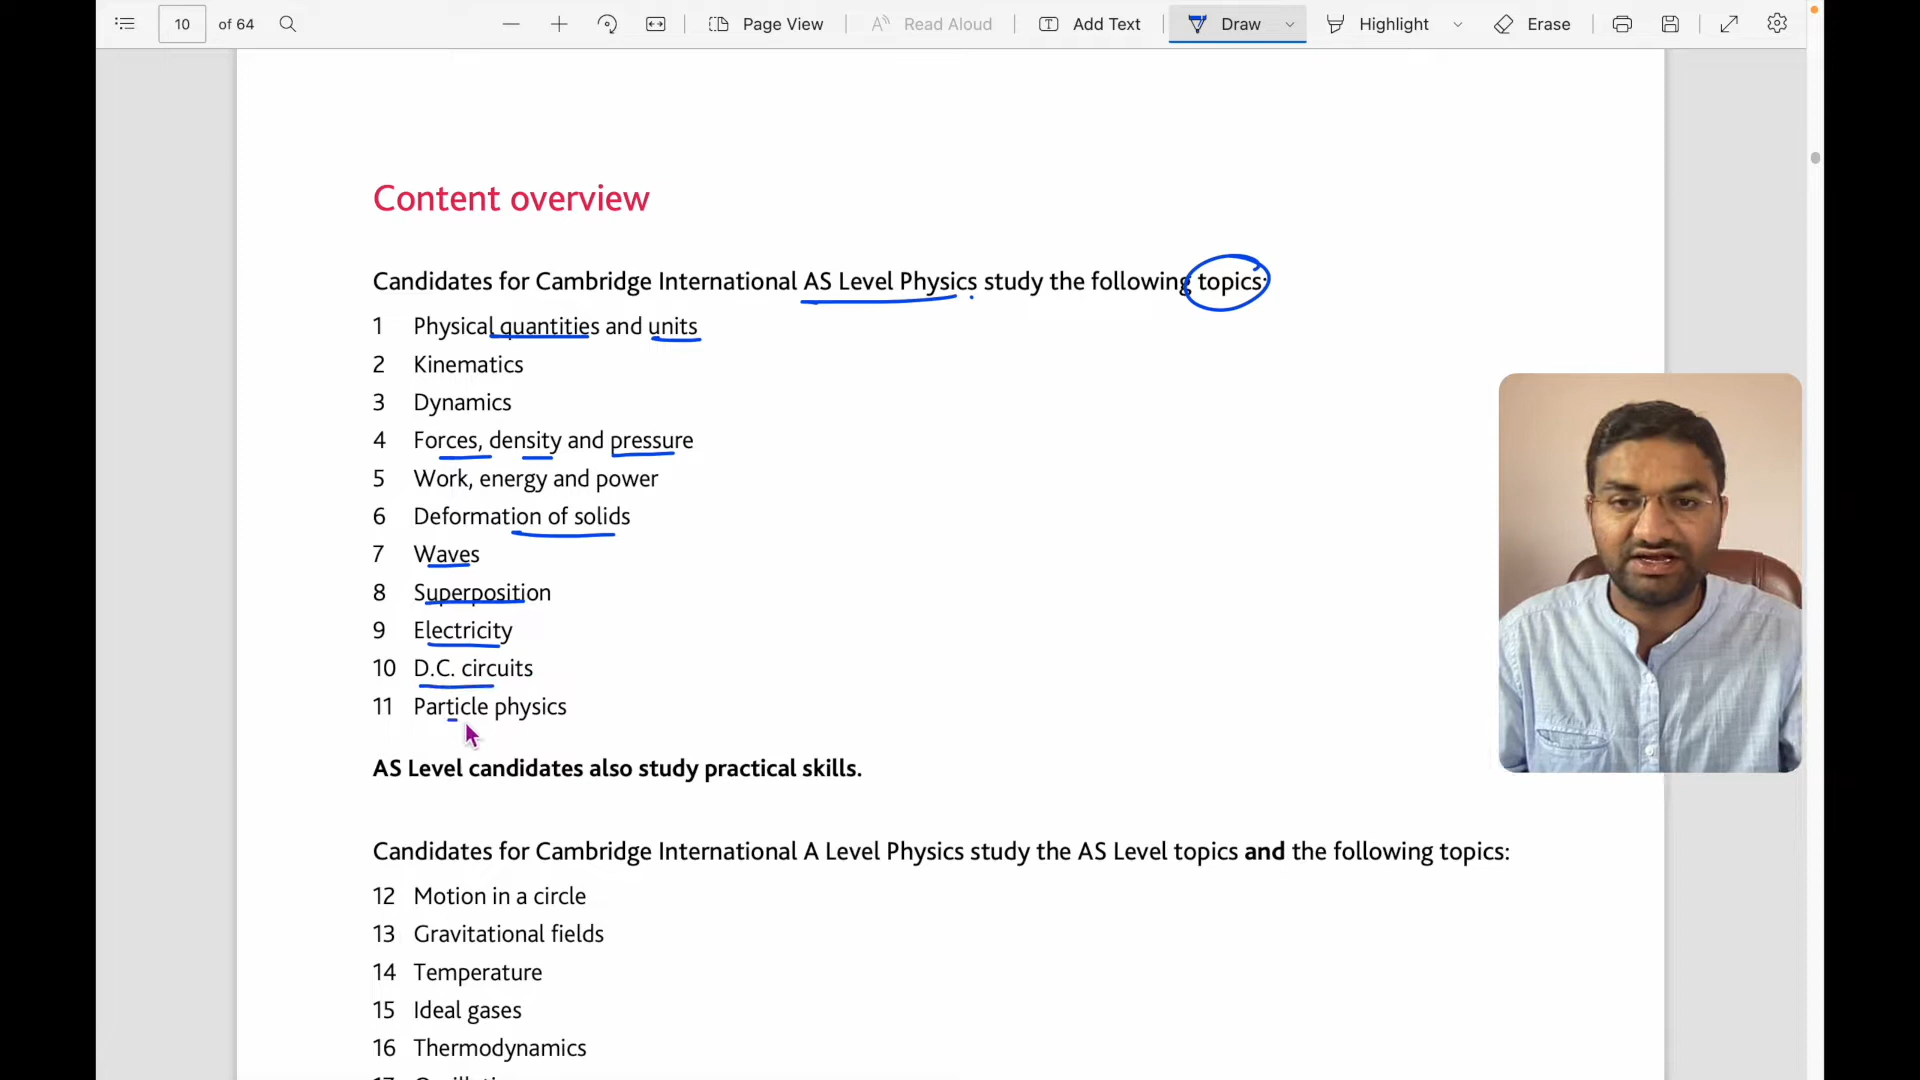 10 of 64 Page View Read Aloud Add Text Draw Highlight Erase
Content overview
Candidates for Cambridge International AS Level Physics study the following topics:
1 Physical quantities and units
2 Kinematics
3 Dynamics
4 Forces, density and pressure
5 Work, energy and power
6 Deformation of solids
7 Waves
8 Superposition
9 Electricity
10 D.C. circuits
11 Particle physics
AS Level candidates also study practical skills.
Candidates for Cambridge International A Level Physics study the AS Level topics and the following topics:
12 Motion in a circle
13 Gravitational fields
14 Temperature
15 Ideal gases
16 Thermodynamics